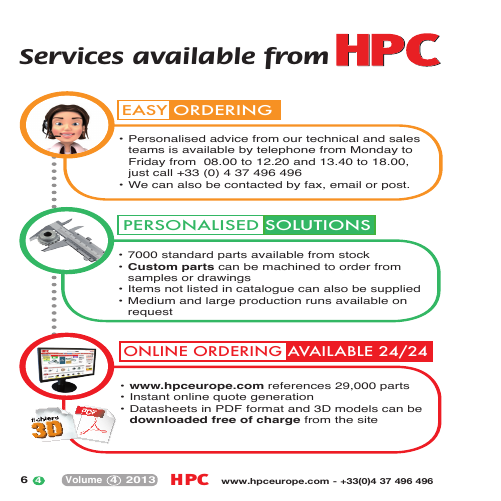 Services available from HPC
EASY ORDERING
• Personalised advice from our technical and sales
teams is available by telephone from Monday to
Friday from 08.00 to 12.20 and 13.40 to 18.00,
just call +33 (0) 4 37 496 496
• We can also be contacted by fax, email or post.
PERSONALISED SOLUTIONS
• 7000 standard parts available from stock
• Custom parts can be machined to order from
samples or drawings
• Items not listed in catalogue can also be supplied
• Medium and large production runs available on
request
ONLINE ORDERING AVAILABLE 24/24
• www.hpceurope.com references 29,000 parts
• Instant online quote generation
• Datasheets in PDF format and 3D models can be
downloaded free of charge from the site
fichiers
3D
PDF
6 4 Volume 4 2013 HPC www.hpceurope.com - +33(0)4 37 496 496